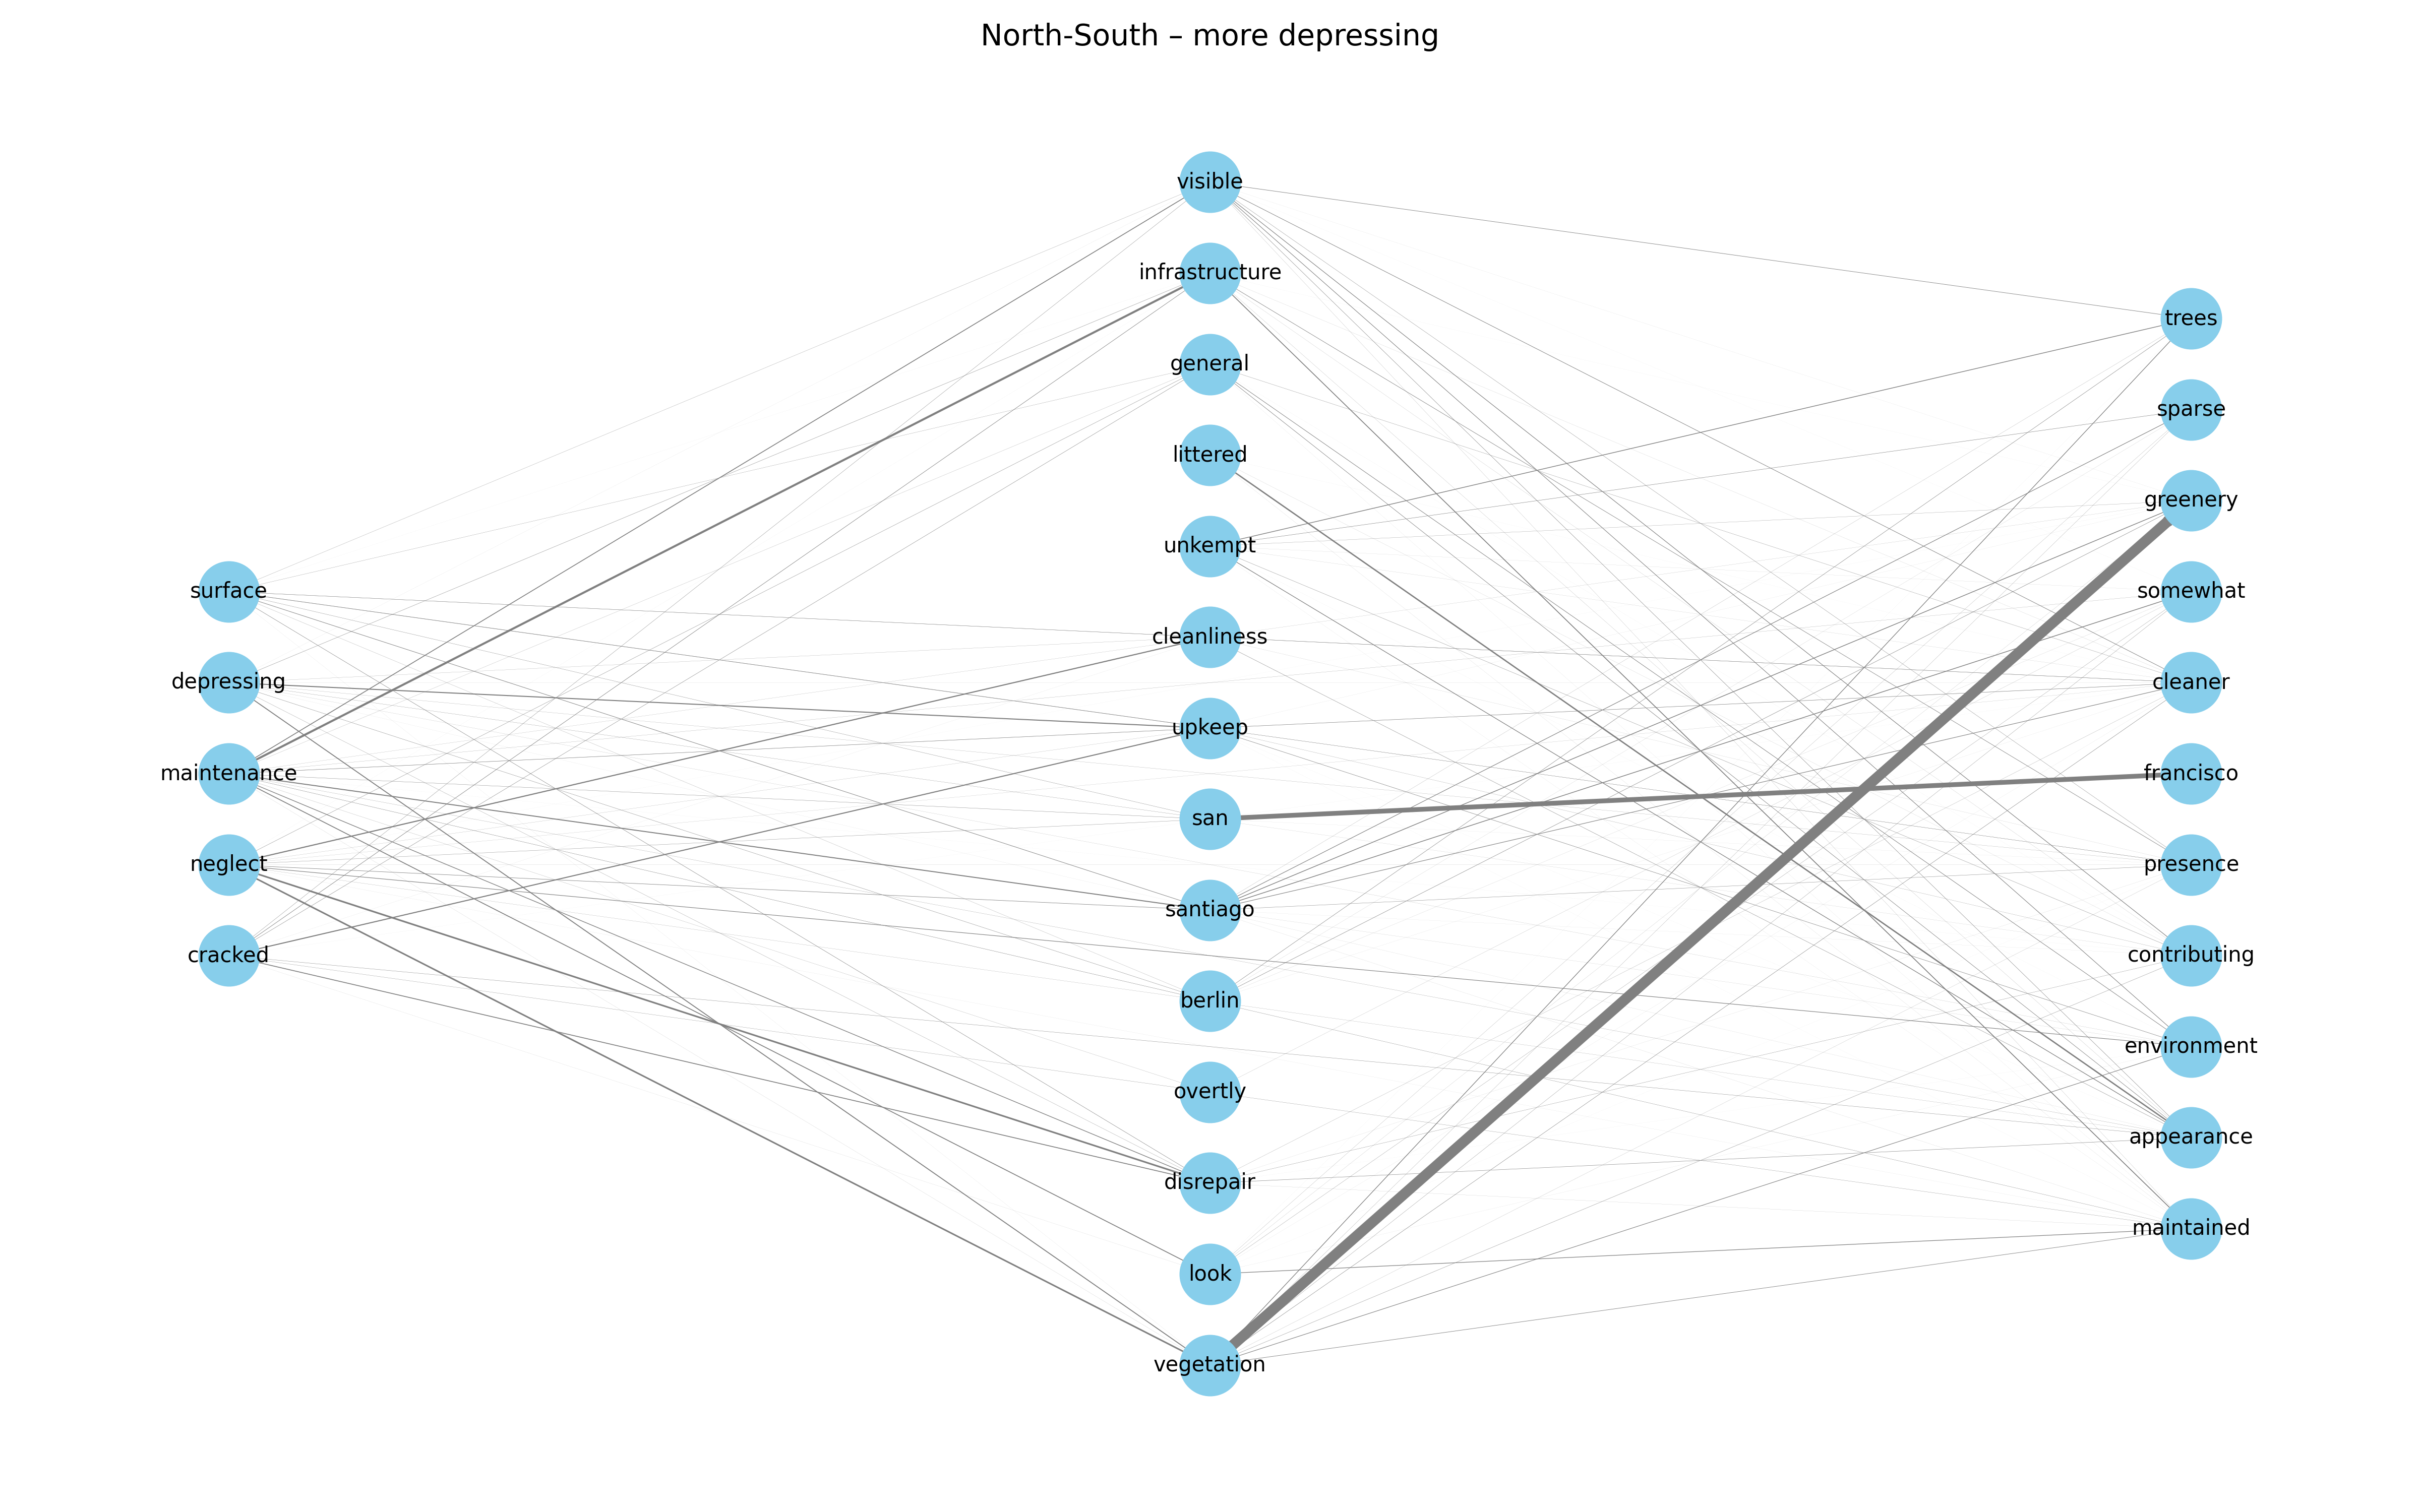 North-South – more depressing
surface
depressing
maintenance
neglect
cracked
visible
infrastructure
general
littered
unkempt
cleanliness
upkeep
san
santiago
berlin
overtly
disrepair
look
vegetation
trees
sparse
greenery
somewhat
cleaner
francisco
presence
contributing
environment
appearance
maintained